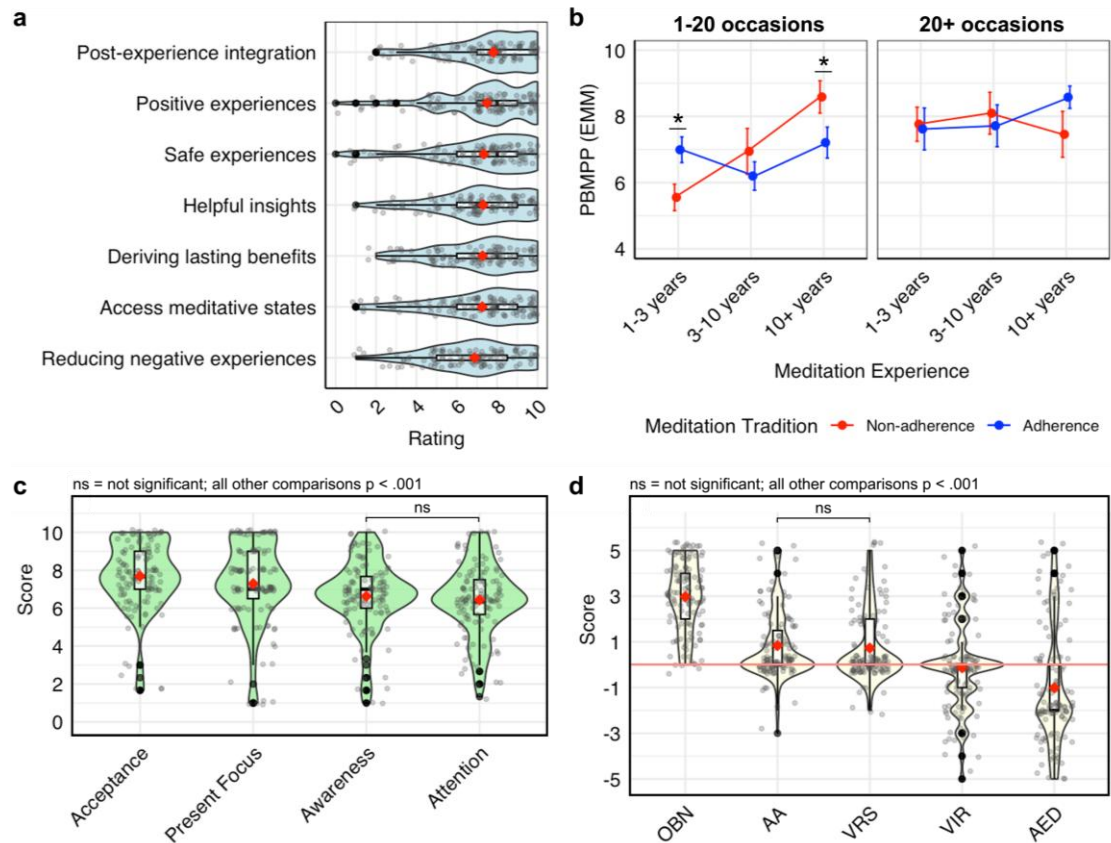 a
Post-experience integration
Positive experiences
Safe experiences
Helpful insights
Deriving lasting benefits
Access meditative states
Reducing negative experiences
0 2 4 6 8 10
Rating
b
1-20 occasions 20+ occasions
10
8
6
4
PBMPP (EMM)
* *
1-3 years 3-10 years 10+ years 1-3 years 3-10 years 10+ years
Meditation Experience
Meditation Tradition Non-adherence Adherence
c
ns = not significant; all other comparisons p < .001
ns
10
8
6
4
2
0
Score
Acceptance Present Focus Awareness Attention
d
ns = not significant; all other comparisons p < .001
ns
5
3
1
-1
-3
-5
Score
OBN AA VRS VIR AED